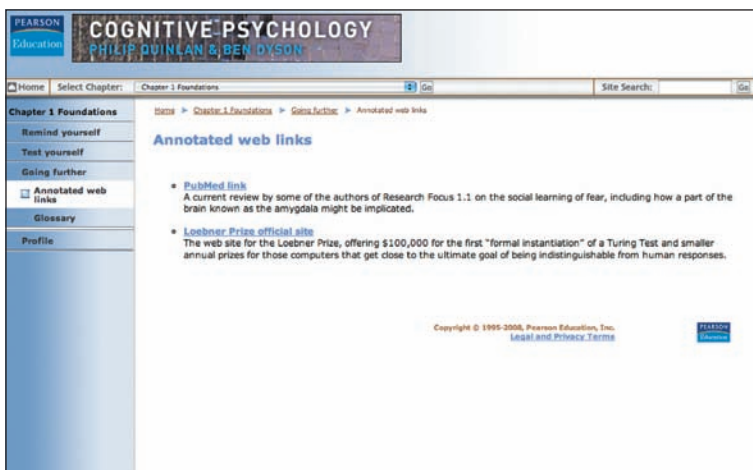 PEARSON
Education
COGNITIVE PSYCHOLOGY
PHILIP QUINLAN & BEN DYSON
Home Select Chapter: Chapter 1 Foundations Go Site Search: Go
Chapter 1 Foundations
Remind yourself
Test yourself
Going further
Annotated web
links
Glossary
Profile
Home Chapter 1 Foundations Going further Annotated web links
Annotated web links
PubMed link
A current review by some of the authors of Research Focus 1.1 on the social learning of fear, including how a part of the
brain known as the amygdala might be implicated.
Loebner Prize official site
The web site for the Loebner Prize, offering $100,000 for the first "formal instantiation" of a Turing Test and smaller
annual prizes for those computers that get close to the ultimate goal of being indistinguishable from human responses.
Copyright © 1995-2008, Pearson Education, Inc.
Legal and Privacy Terms
PEARSON
Education